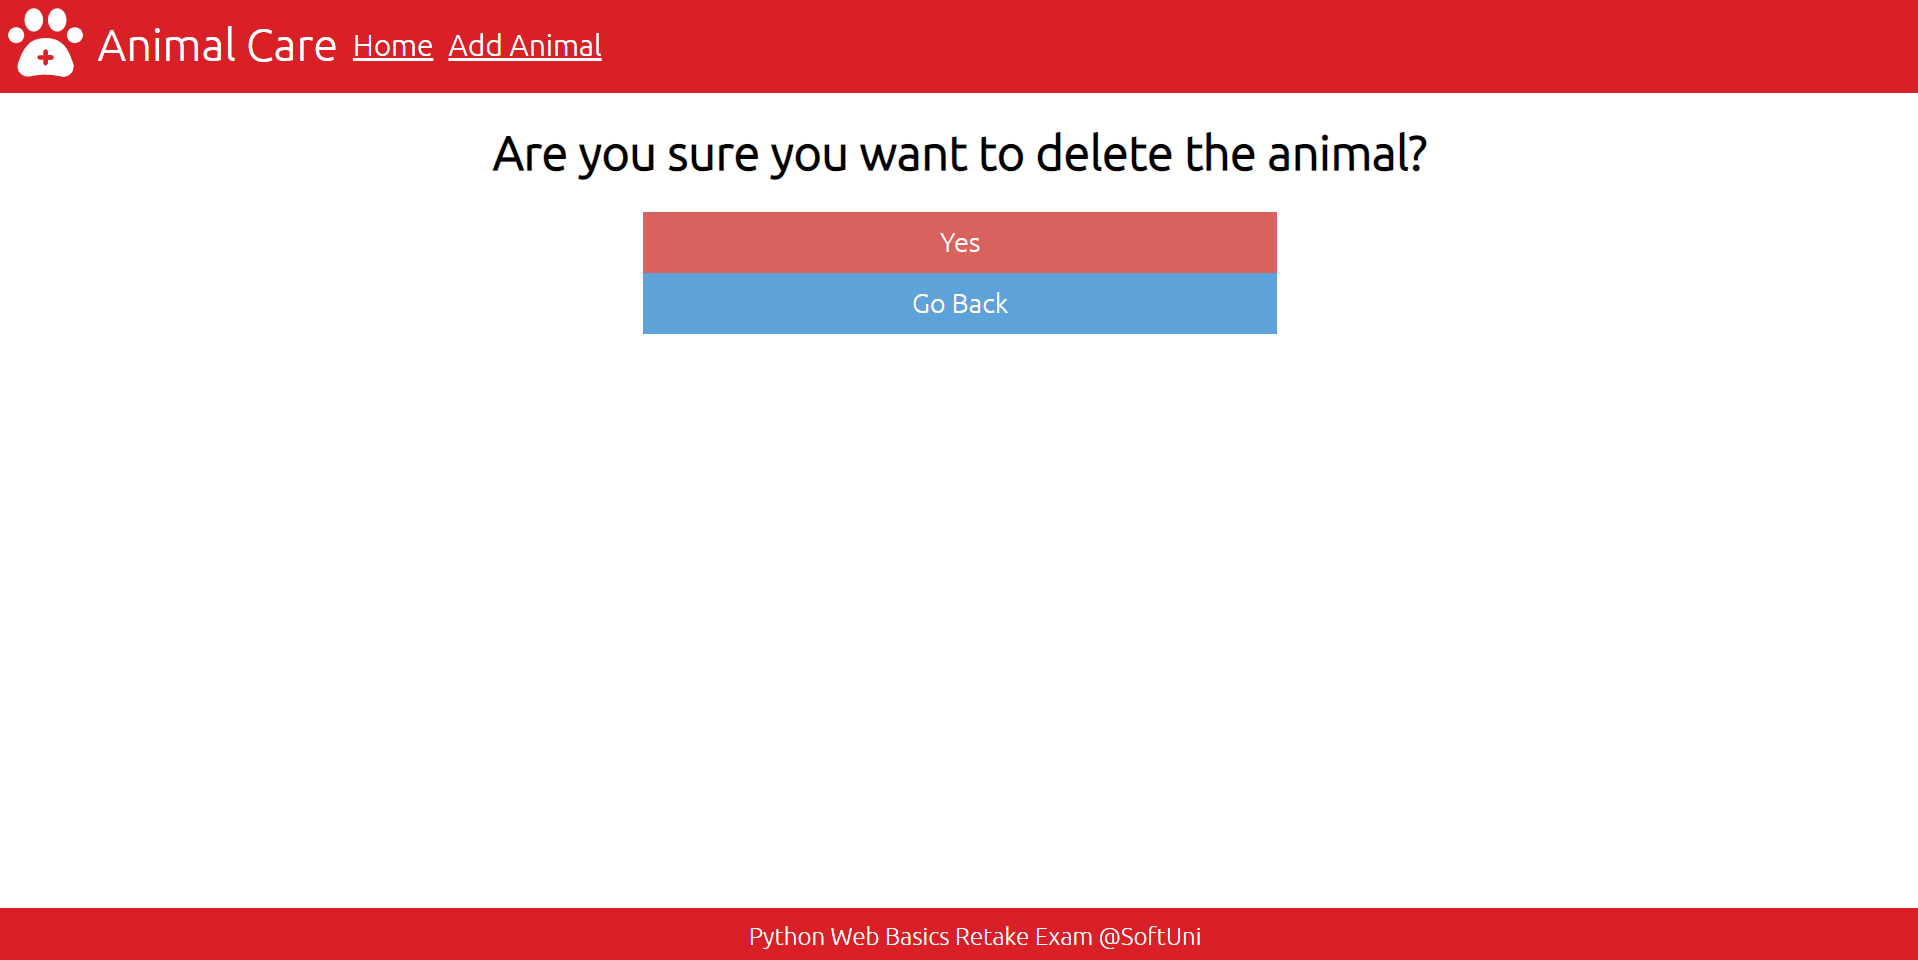 Animal Care Home Add Animal
Are you sure you want to delete the animal?
Yes
Go Back
Python Web Basics Retake Exam @SoftUni